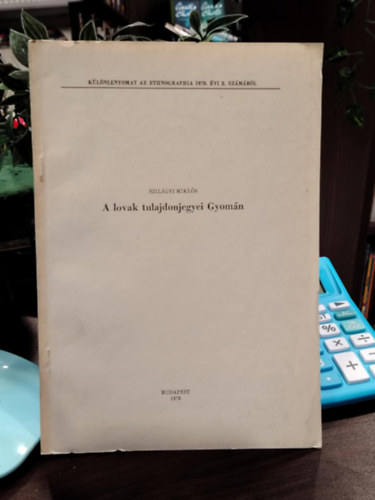 KÜLÖNLENYOMAT AZ ETHNOGRAPHIA 1978. ÉVI 2. SZÁMÁBÓL
SZILÁGYI MIKLÓS
A lovak tulajdonjegyei Gyomán
BUDAPEST
1978